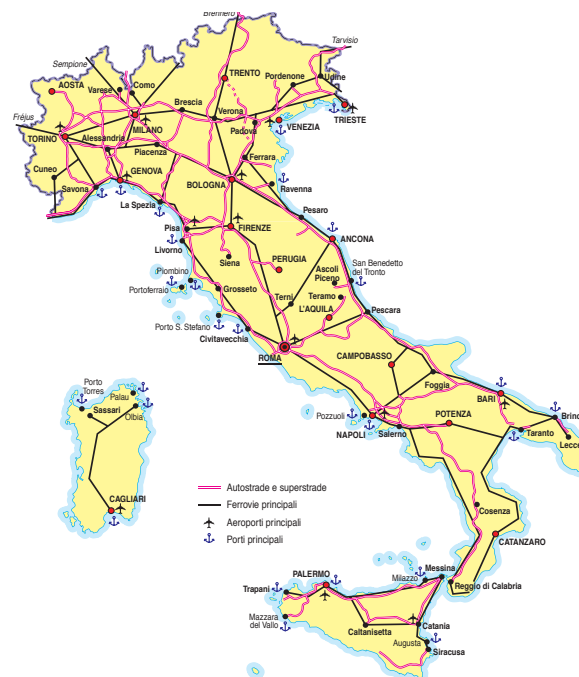 Brennero
Tarvisio
Sempione
TRENTO
Pordenone
Udine
AOSTA
Varese
Como
Brescia
Verona
TRIESTE
Fréjus
TORINO
Alessandria
MILANO
Padova
VENEZIA
Piacenza
Ferrara
Cuneo
GENOVA
BOLOGNA
Savona
Ravenna
La Spezia
Pesaro
Pisa
FIRENZE
ANCONA
Livorno
Siena
PERUGIA
San Benedetto
del Tronto
Ascoli
Piceno
Piombino
Portoferraio
Grosseto
Terni
Teramo
L'AQUILA
Pescara
Porto S. Stefano
Civitavecchia
ROMA
CAMPOBASSO
Foggia
Porto
Torres
Palau
Sassari
Olbia
Pozzuoli
NAPOLI
Salerno
POTENZA
BARI
Brind
Taranto
Lecce
CAGLIARI
Autostrade e superstrade
Ferrovie principali
Aeroporti principali
Porti principali
Cosenza
CATANZARO
Messina
Milazzo
Reggio di Calabria
PALERMO
Trapani
Mazzara
del Vallo
Caltanisetta
Catania
Augusta
Siracusa